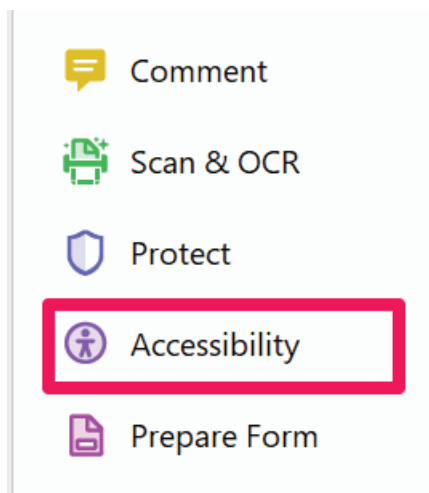 Comment
Scan & OCR
Protect
Accessibility
Prepare Form